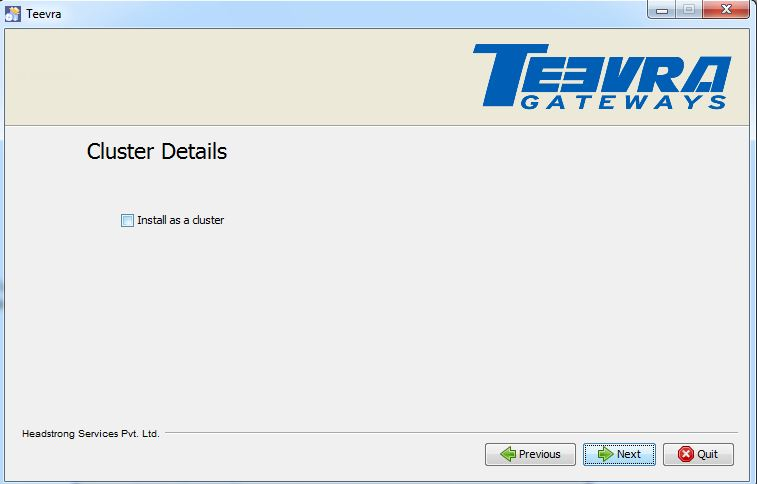 Teevra
TEEVRA
GATEWAYS
Cluster Details
Install as a cluster
Headstrong Services Pvt. Ltd.
Previous
Next
Quit